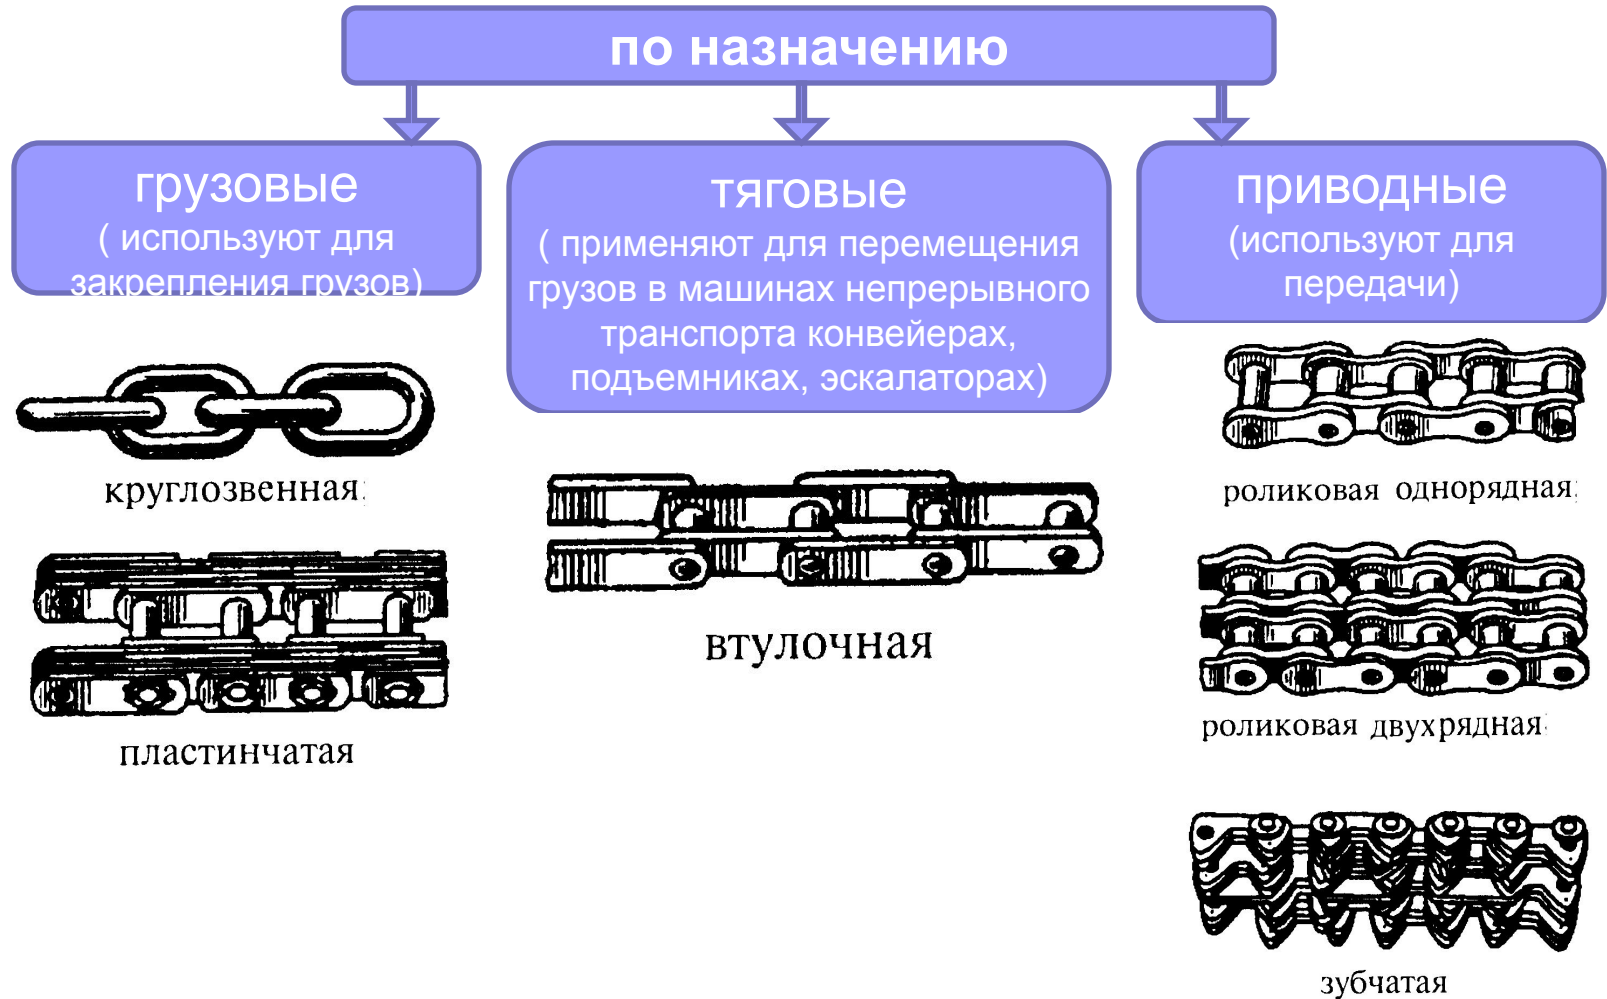 по назначению
грузовые
( используют для
закрепления грузов)
тяговые
( применяют для перемещения
грузов в машинах непрерывного
транспорта конвейерах,
подъемниках, эскалаторах)
приводные
(используют для
передачи)
круглозвенная;
пластинчатая
втулочная
роликовая однорядная;
роликовая двухрядная;
зубчатая